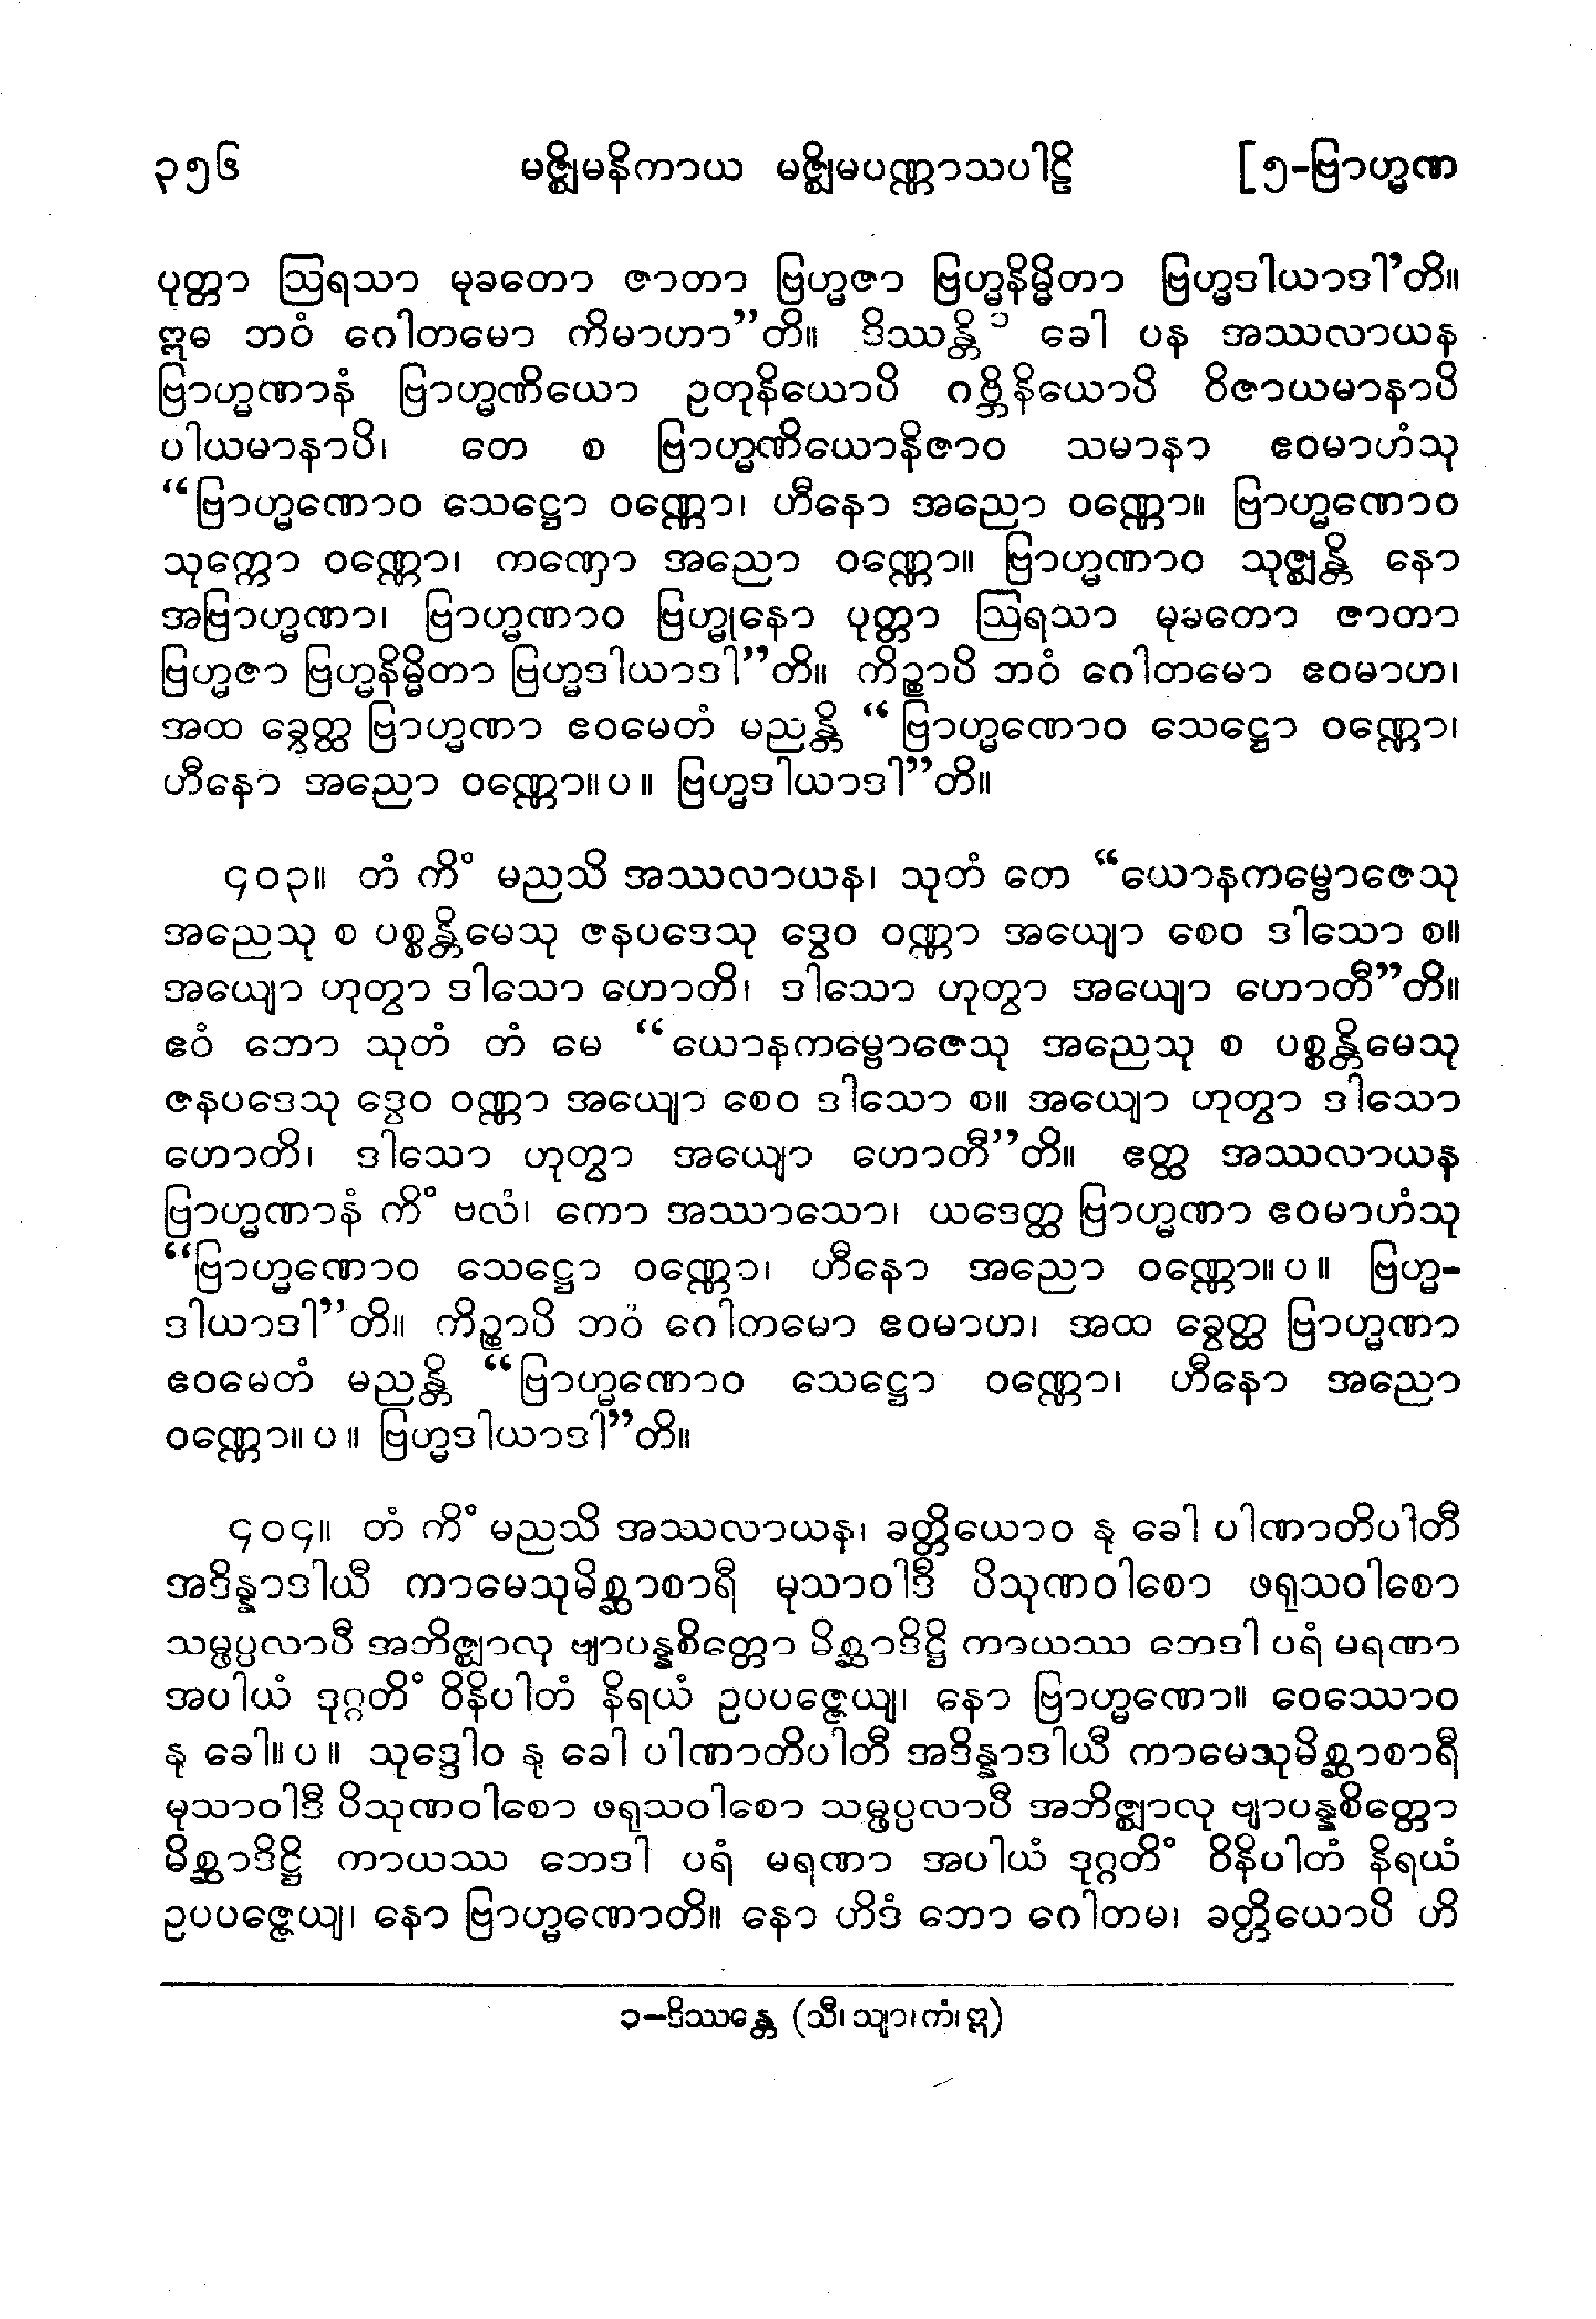 ၃၅၆ မဇ္ဈိမနိကာယ မဇ္ဈိမပဏ္ဏာသပါဠိ [၅-ဗြာဟ္မဏ
ပုတ္တာ ဩရသာ မုခတော ဇာတာ ဗြဟ္မဇာ ဗြဟ္မနိမ္မိတာ ဗြဟ္မဒါယာဒါ’တိ။
ဣဓ ဘဝံ ဂေါတမော ကိမာဟာ”တိ။ ဒိဿန္တိ ၁ ခေါ ပန အဿလာယန
ဗြာဟ္မဏာနံ ဗြာဟ္မဏိယော ဥတုနိယောပိ ဂဗ္ဘိနိယောပိ ဝိဇာယမာနာပိ
ပါယမာနာပိ၊ တေ စ ဗြာဟ္မဏိယောနိဇာဝ သမာနာ ဧဝမာဟံသု
“ဗြာဟ္မဏောဝ သေဋ္ဌော ဝဏ္ဏော၊ ဟီနော အညော ဝဏ္ဏော။ ဗြာဟ္မဏောဝ
သုက္ကော ဝဏ္ဏော၊ ကဏှော အညော ဝဏ္ဏော။ ဗြာဟ္မဏာဝ သုဇ္ဈန္တိ နော
အဗြာဟ္မဏာ၊ ဗြာဟ္မဏာဝ ဗြဟ္မုနော ပုတ္တာ ဩရသာ မုခတော ဇာတာ
ဗြဟ္မဇာ ဗြဟ္မနိမ္မိတာ ဗြဟ္မဒါယာဒါ”တိ။ ကိဉ္စာပိ ဘဝံ ဂေါတမော ဧဝမာဟ၊
အထ ခွေတ္ထ ဗြာဟ္မဏာ ဧဝမေတံ မညန္တိ “ဗြာဟ္မဏောဝ သေဋ္ဌော ဝဏ္ဏော၊
ဟီနော အညော ဝဏ္ဏော။ပ။ ဗြဟ္မဒါယာဒါ”တိ။
၄၀၃။ တံ ကိံ မညသိ အဿလာယန၊ သုတံ တေ “ယောနကမ္ဗောဇေသု
အညေသု စ ပစ္စန္တိမေသု ဇနပဒေသု ဒွေဝ ဝဏ္ဏာ အယျော စေဝ ဒါသော စ။
အယျော ဟုတွာ ဒါသော ဟောတိ၊ ဒါသော ဟုတွာ အယျော ဟောတီ”တိ။
ဧဝံ ဘော သုတံ တံ မေ “ယောနကမ္ဗောဇေသု အညေသု စ ပစ္စန္တိမေသု
ဇနပဒေသု ဒွေဝ ဝဏ္ဏာ အယျော စေဝ ဒါသော စ။ အယျော ဟုတွာ ဒါသော
ဟောတိ၊ ဒါသော ဟုတွာ အယျော ဟောတီ”တိ။ ဧတ္ထ အဿလာယန
ဗြာဟ္မဏာနံ ကိံ ဗလံ၊ ကော အဿာသော၊ ယဒေတ္ထ ဗြာဟ္မဏာ ဧဝမာဟံသု
“ဗြာဟ္မဏောဝ သေဋ္ဌော ဝဏ္ဏော၊ ဟီနော အညော ဝဏ္ဏော။ပ။ ဗြဟ္မ-
ဒါယာဒါ”တိ။ ကိဉ္စာပိ ဘဝံ ဂေါတမော ဧဝမာဟ၊ အထ ခွေတ္ထ ဗြာဟ္မဏာ
ဧဝမေတံ မညန္တိ “ဗြာဟ္မဏောဝ သေဋ္ဌော ဝဏ္ဏော၊ ဟီနော အညော
ဝဏ္ဏော။ပ။ ဗြဟ္မဒါယာဒါ”တိ။
၄၀၄။ တံ ကိံ မညသိ အဿလာယန၊ ခတ္တိယောဝ နု ခေါ ပါဏာတိပါတီ
အဒိန္နာဒါယီ ကာမေသုမိစ္ဆာစာရီ မုသာဝါဒီ ပိသုဏဝါစော ဖရုသဝါစော
သမ္ဖပ္ပလာပီ အဘိဇ္ဈာလု ဗျာပန္နစိတ္တော မိစ္ဆာဒိဋ္ဌိ ကာယဿ ဘေဒါ ပရံ မရဏာ
အပါယံ ဒုဂ္ဂတိံ ဝိနိပါတံ နိရယံ ဥပပဇ္ဇေယျ၊ နော ဗြာဟ္မဏော။ ဝေဿောဝ
နု ခေါ။ပ။ သုဒ္ဒေါဝ နု ခေါ ပါဏာတိပါတီ အဒိန္နာဒါယီ ကာမေသုမိစ္ဆာစာရီ
မုသာဝါဒီ ပိသုဏဝါစော ဖရုသဝါစော သမ္ဖပ္ပလာပီ အဘိဇ္ဈာလု ဗျာပန္နစိတ္တော
မိစ္ဆာဒိဋ္ဌိ ကာယဿ ဘေဒါ ပရံ မရဏာ အပါယံ ဒုဂ္ဂတိံ ဝိနိပါတံ နိရယံ
ဥပပဇ္ဇေယျ၊ နော ဗြာဟ္မဏောတိ။ နော ဟိဒံ ဘော ဂေါတမ၊ ခတ္တိယောပိ ဟိ
၁-ဒိဿန္တေ (သီ၊ သျာ၊ ကံ၊ ဣ)